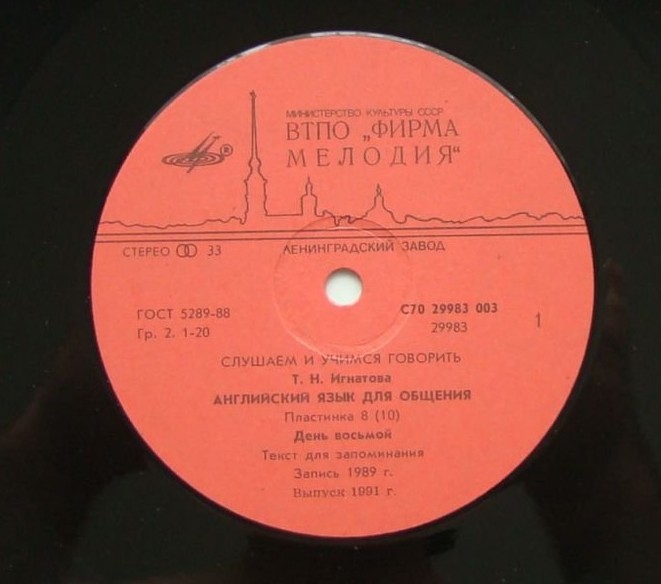 МИНИСТЕРСТВО КУЛЬТУРЫ СССР
ВТПО „ФИРМА
МЕЛОДИЯ“
®
СТЕРЕО 33
ЛЕНИНГРАДСКИЙ ЗАВОД
ГОСТ 5289-88
Гр. 2. 1-20
С70 29983 003
29983
1
СЛУШАЕМ И УЧИМСЯ ГОВОРИТЬ
Т. Н. Игнатова
АНГЛИЙСКИЙ ЯЗЫК ДЛЯ ОБЩЕНИЯ
Пластинка 8 (10)
День восьмой
Текст для запоминания
Запись 1989 г.
Выпуск 1991 г.